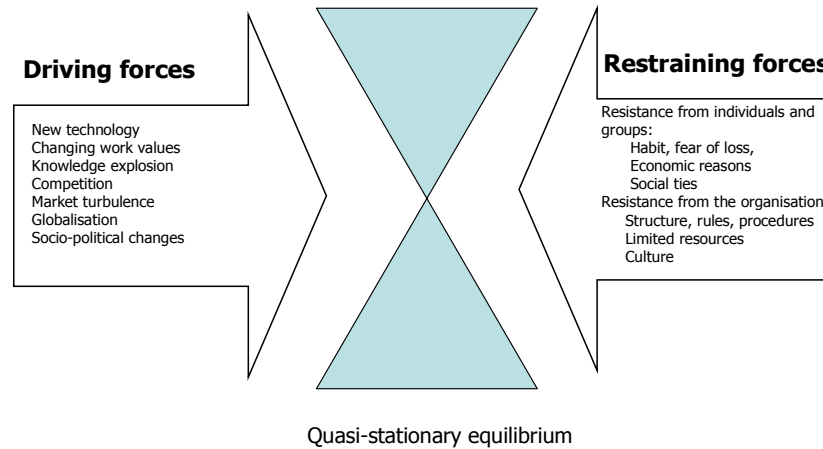 Driving forces
New technology
Changing work values
Knowledge explosion
Competition
Market turbulence
Globalisation
Socio-political changes
Restraining forces
Resistance from individuals and
groups:
Habit, fear of loss,
Economic reasons
Social ties
Resistance from the organisation
Structure, rules, procedures
Limited resources
Culture
Quasi-stationary equilibrium